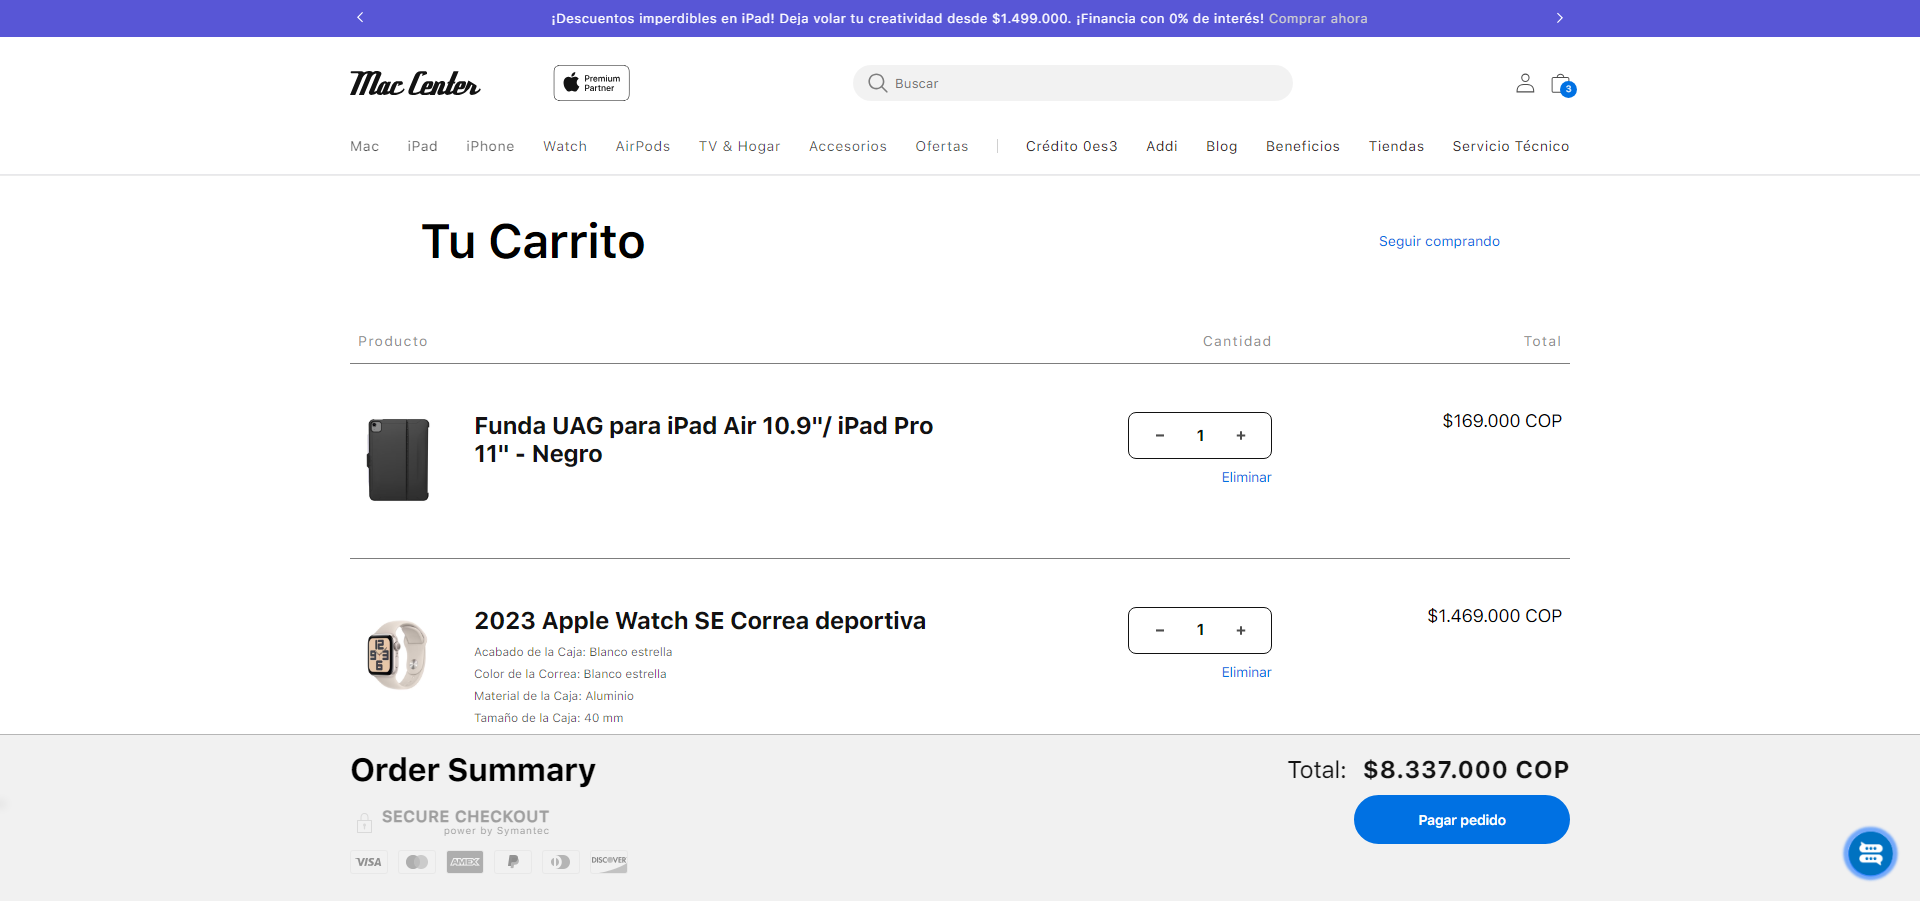 ¡Descuentos imperdibles en iPad! Deja volar tu creatividad desde $1.499.000. ¡Financia con 0% de interés! Comprar ahora
Mac Center
Premium
Partner
Buscar
3
Mac iPad iPhone Watch AirPods TV & Hogar Accesorios Ofertas Crédito 0es3 Addi Blog Beneficios Tiendas Servicio Técnico
Tu Carrito
Seguir comprando
Producto Cantidad Total
Funda UAG para iPad Air 10.9"/ iPad Pro
11" - Negro
- 1 +
Eliminar
$169.000 COP
2023 Apple Watch SE Correa deportiva
Acabado de la Caja: Blanco estrella
Color de la Correa: Blanco estrella
Material de la Caja: Aluminio
Tamaño de la Caja: 40 mm
- 1 +
Eliminar
$1.469.000 COP
Order Summary
Total: $8.337.000 COP
SECURE CHECKOUT
power by Symantec
Pagar pedido
VISA AMEX DISCOVER